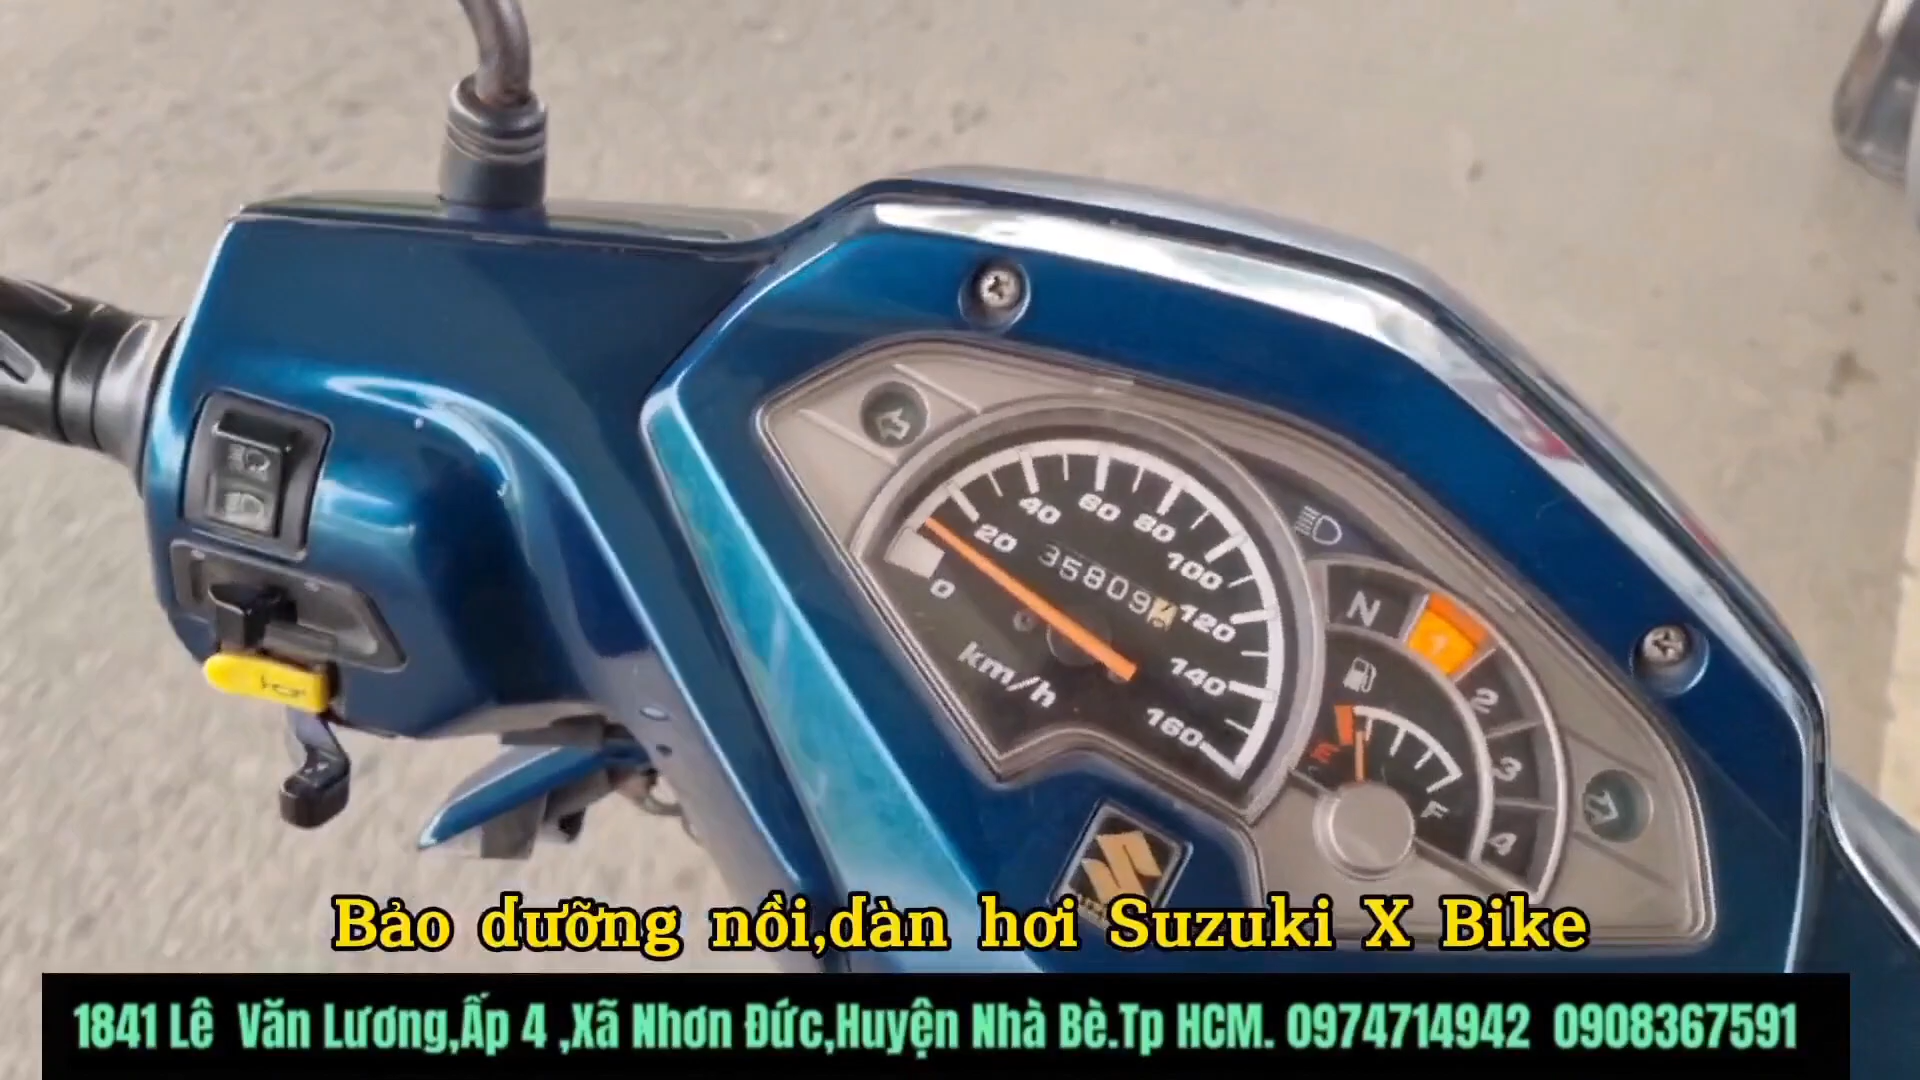 0
20
40
60
80
100
120
140
160
35809
km/h
N
1
2
3
4
E
F
Bảo dưỡng nồi,dàn hơi Suzuki X Bike
1841 Lê Văn Lương,Ấp 4 ,Xã Nhơn Đức,Huyện Nhà Bè.Tp HCM. 0974714942 0908367591